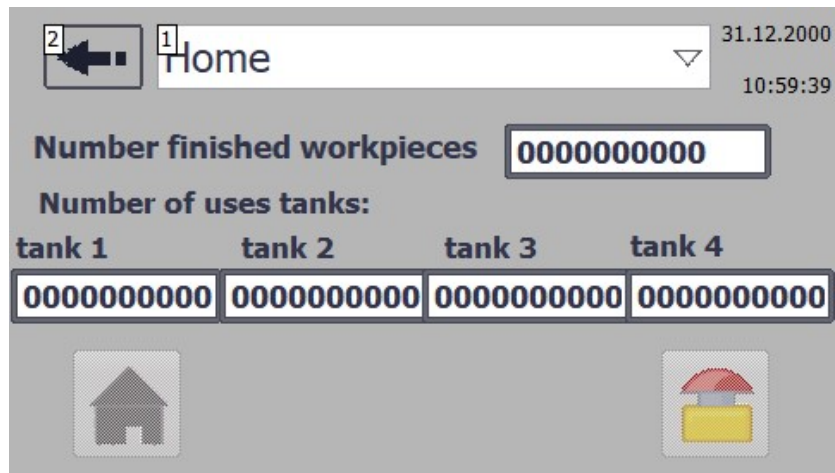 2
1
Home
31.12.2000
10:59:39
Number finished workpieces 0000000000
Number of uses tanks:
tank 1 tank 2 tank 3 tank 4
0000000000 0000000000 0000000000 0000000000